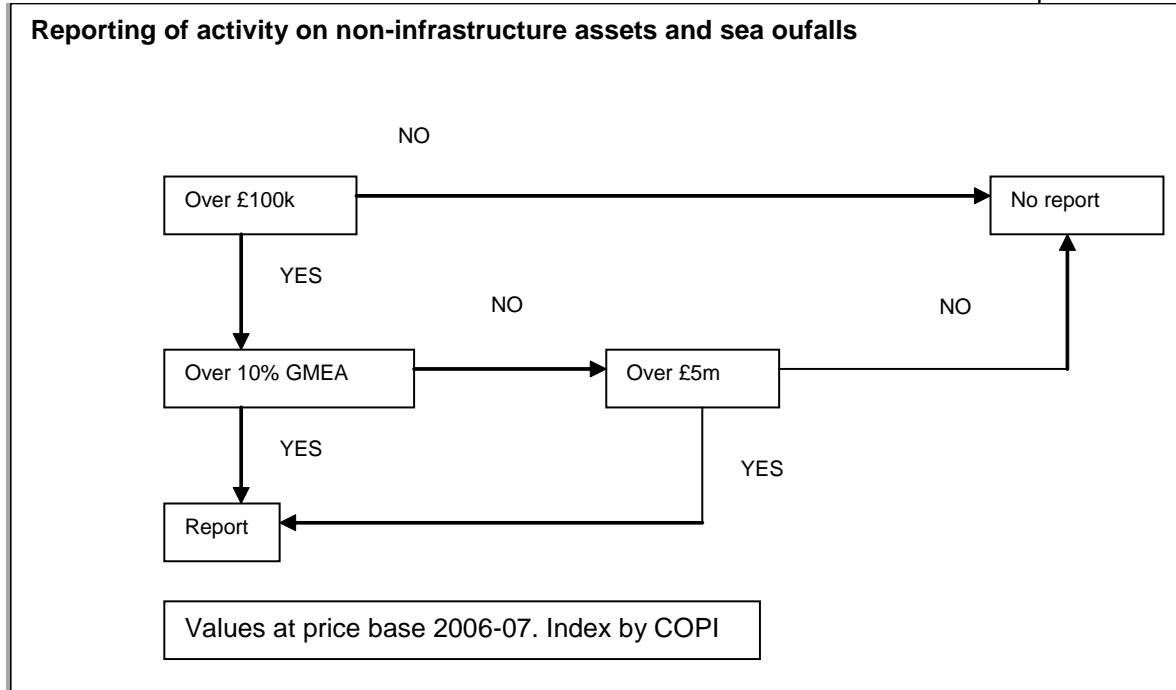 Reporting of activity on non-infrastructure assets and sea oufalls
NO
Over £100k
No report
YES
NO
NO
Over 10% GMEA
Over £5m
YES
YES
Report
Values at price base 2006-07. Index by COPI